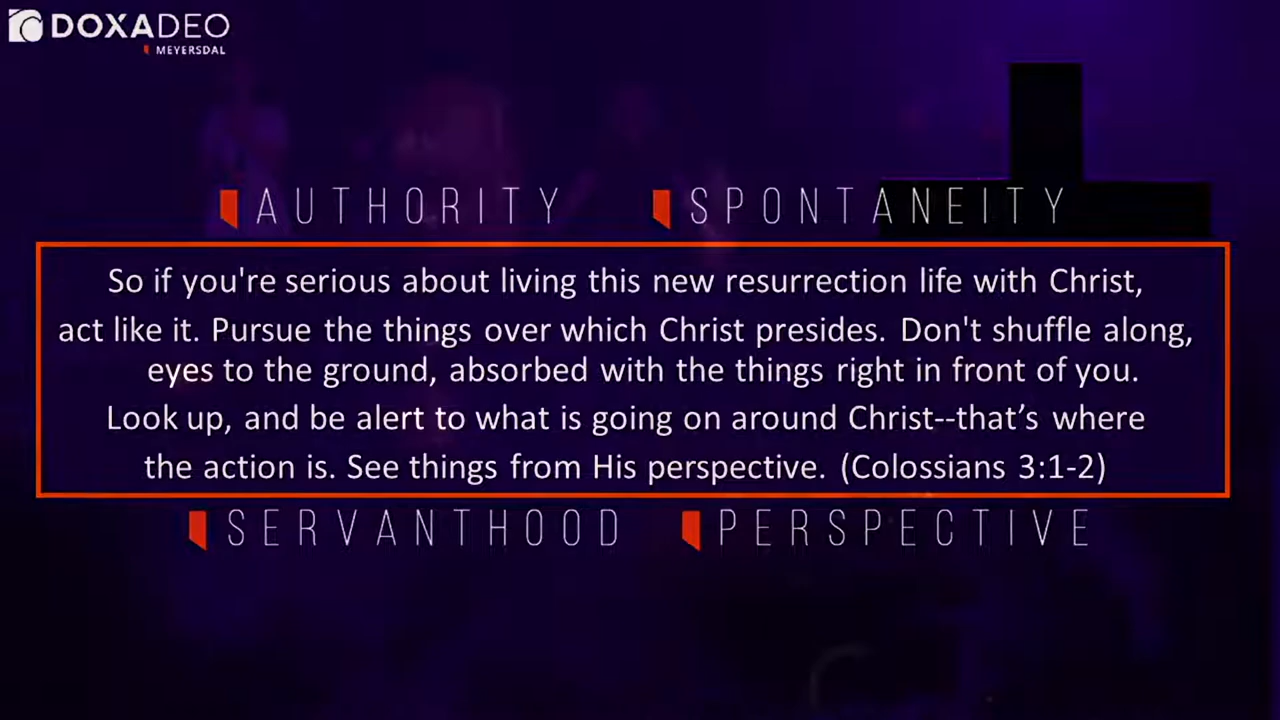 DOXADEO
MEYERSDAL
AUTHORITY SPONTANEITY
So if you're serious about living this new resurrection life with Christ,
act like it. Pursue the things over which Christ presides. Don't shuffle along,
eyes to the ground, absorbed with the things right in front of you.
Look up, and be alert to what is going on around Christ--that’s where
the action is. See things from His perspective. (Colossians 3:1-2)
SERVANTHOOD PERSPECTIVE